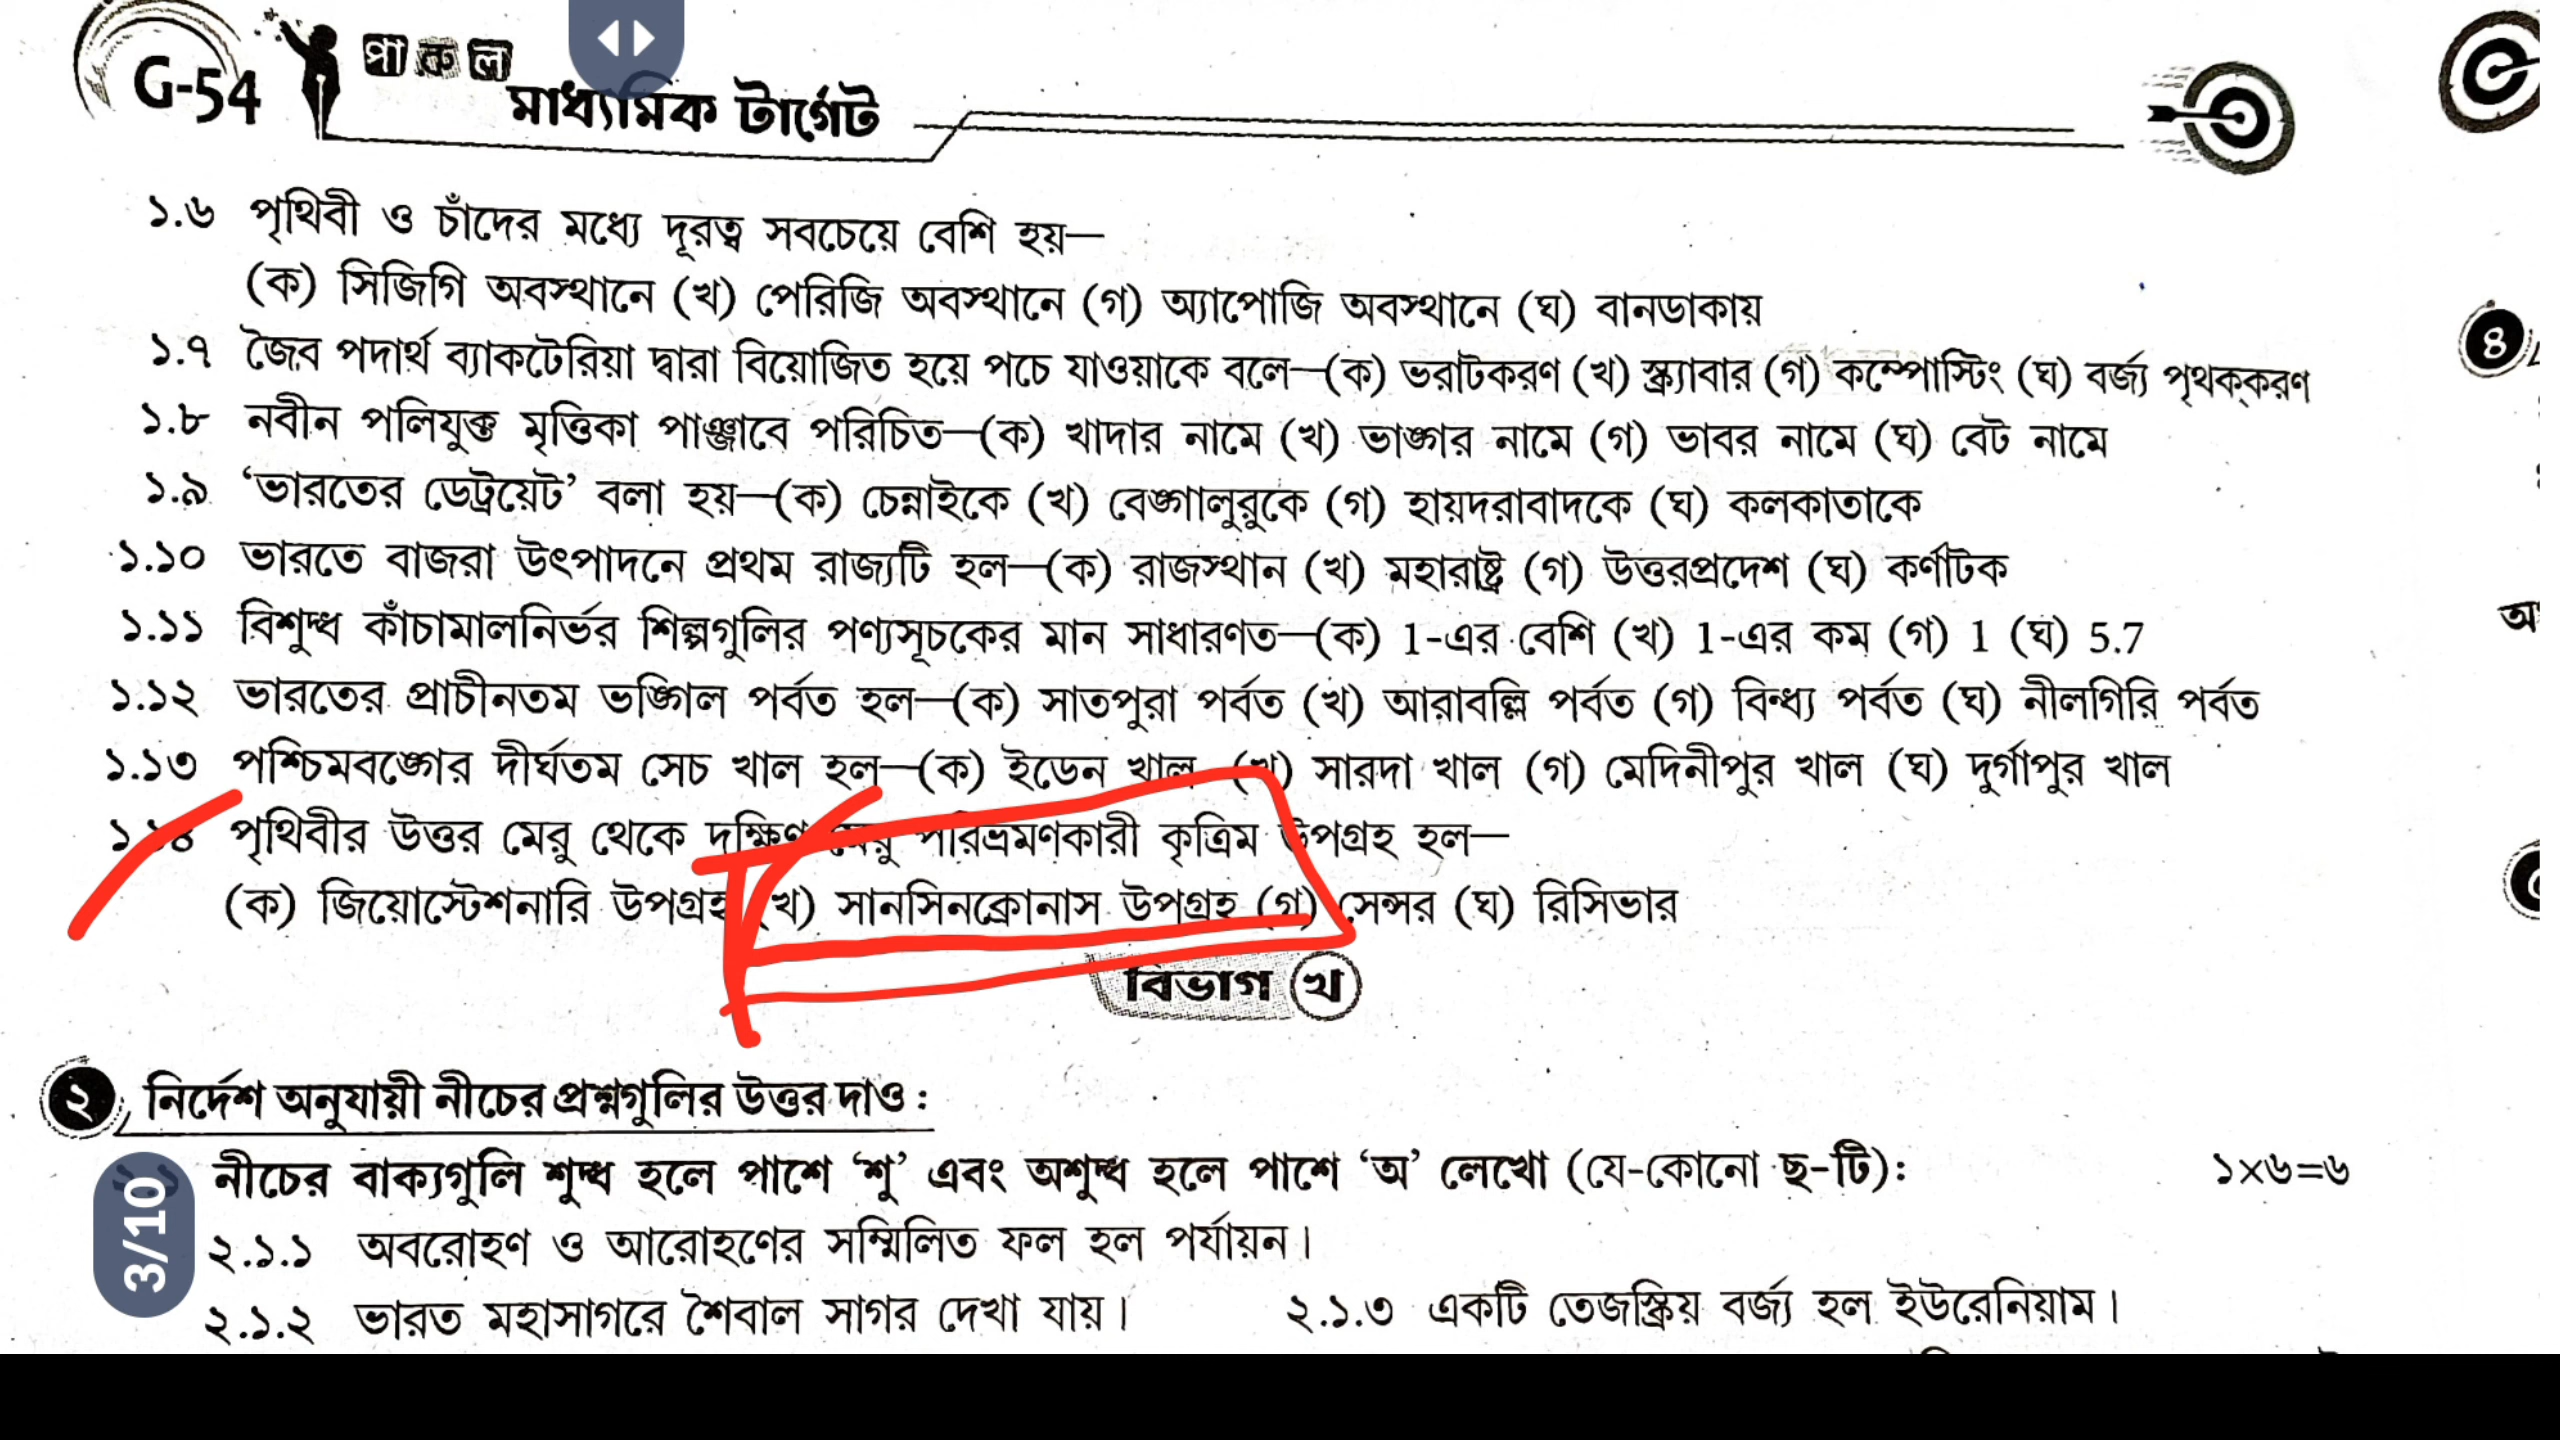 G-54 পারুল
মাধ্যমিক টার্গেট
১.৬ পৃথিবী ও চাঁদের মধ্যে দূরত্ব সবচেয়ে বেশি হয়—
(ক) সিজিগি অবস্থানে (খ) পেরিজি অবস্থানে (গ) অ্যাপোজি অবস্থানে (ঘ) বানডাকায়
১.৭ জৈব পদার্থ ব্যাকটেরিয়া দ্বারা বিয়োজিত হয়ে পচে যাওয়াকে বলে—(ক) ভরাটকরণ (খ) স্ক্র্যাবার (গ) কম্পোস্টিং (ঘ) বর্জ্য পৃথক্‌করণ
১.৮ নবীন পলিযুক্ত মৃত্তিকা পাঞ্জাবে পরিচিত—(ক) খাদার নামে (খ) ভাঙ্গার নামে (গ) ভাবর নামে (ঘ) বেট নামে
১.৯ ‘ভারতের ডেট্রয়েট’ বলা হয়—(ক) চেন্নাইকে (খ) বেঙ্গালুরুকে (গ) হায়দরাবাদকে (ঘ) কলকাতাকে
১.১০ ভারতে বাজরা উৎপাদনে প্রথম রাজ্যটি হল—(ক) রাজস্থান (খ) মহারাষ্ট্র (গ) উত্তরপ্রদেশ (ঘ) কর্ণাটক
১.১১ বিশুদ্ধ কাঁচামালনির্ভর শিল্পগুলির পণ্যসূচকের মান সাধারণত—(ক) 1-এর বেশি (খ) 1-এর কম (গ) 1 (ঘ) 5.7
১.১২ ভারতের প্রাচীনতম ভঙ্গিল পর্বত হল—(ক) সাতপুরা পর্বত (খ) আরাবল্লি পর্বত (গ) বিন্ধ্য পর্বত (ঘ) নীলগিরি পর্বত
১.১৩ পশ্চিমবঙ্গের দীর্ঘতম সেচ খাল হল—(ক) ইডেন খাল (খ) সারদা খাল (গ) মেদিনীপুর খাল (ঘ) দুর্গাপুর খাল
১.১৪ পৃথিবীর উত্তর মেরু থেকে দক্ষিণ মেরু পরিভ্রমণকারী কৃত্রিম উপগ্রহ হল—
(ক) জিয়োস্টেশনারি উপগ্রহ (খ) সানসিনক্রোনাস উপগ্রহ (গ) সেন্সর (ঘ) রিসিভার
বিভাগ খ
২ নির্দেশ অনুযায়ী নীচের প্রশ্নগুলির উত্তর দাও :
নীচের বাক্যগুলি শুদ্ধ হলে পাশে ‘শু’ এবং অশুদ্ধ হলে পাশে ‘অ’ লেখো (যে-কোনো ছ-টি): ১×৬=৬
২.১.১ অবরোহণ ও আরোহণের সম্মিলিত ফল হল পর্যায়ন।
২.১.২ ভারত মহাসাগরে শৈবাল সাগর দেখা যায়। ২.১.৩ একটি তেজস্ক্রিয় বর্জ্য হল ইউরেনিয়াম।
3/10
৪